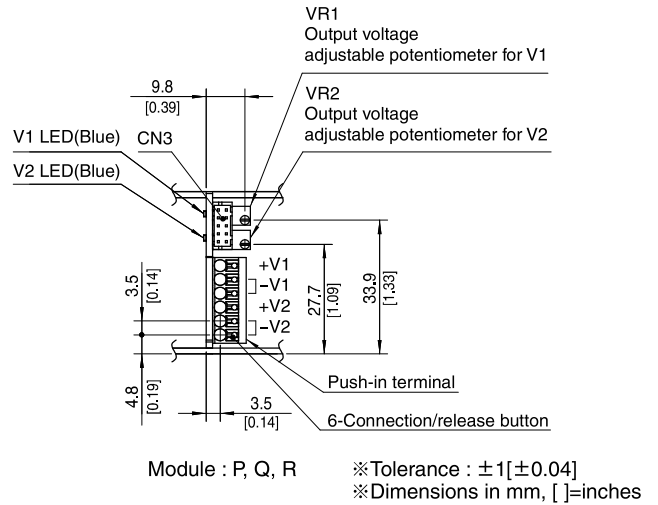 VR1
Output voltage
adjustable potentiometer for V1
9.8
[0.39]
VR2
Output voltage
adjustable potentiometer for V2
V1 LED(Blue)
CN3
V2 LED(Blue)
+V1
−V1
+V2
−V2
3.5
[0.14]
27.7
[1.09]
33.9
[1.33]
4.8
[0.19]
3.5
[0.14]
Push-in terminal
6-Connection/release button
Module : P, Q, R
※Tolerance : ±1[±0.04]
※Dimensions in mm, [ ]=inches